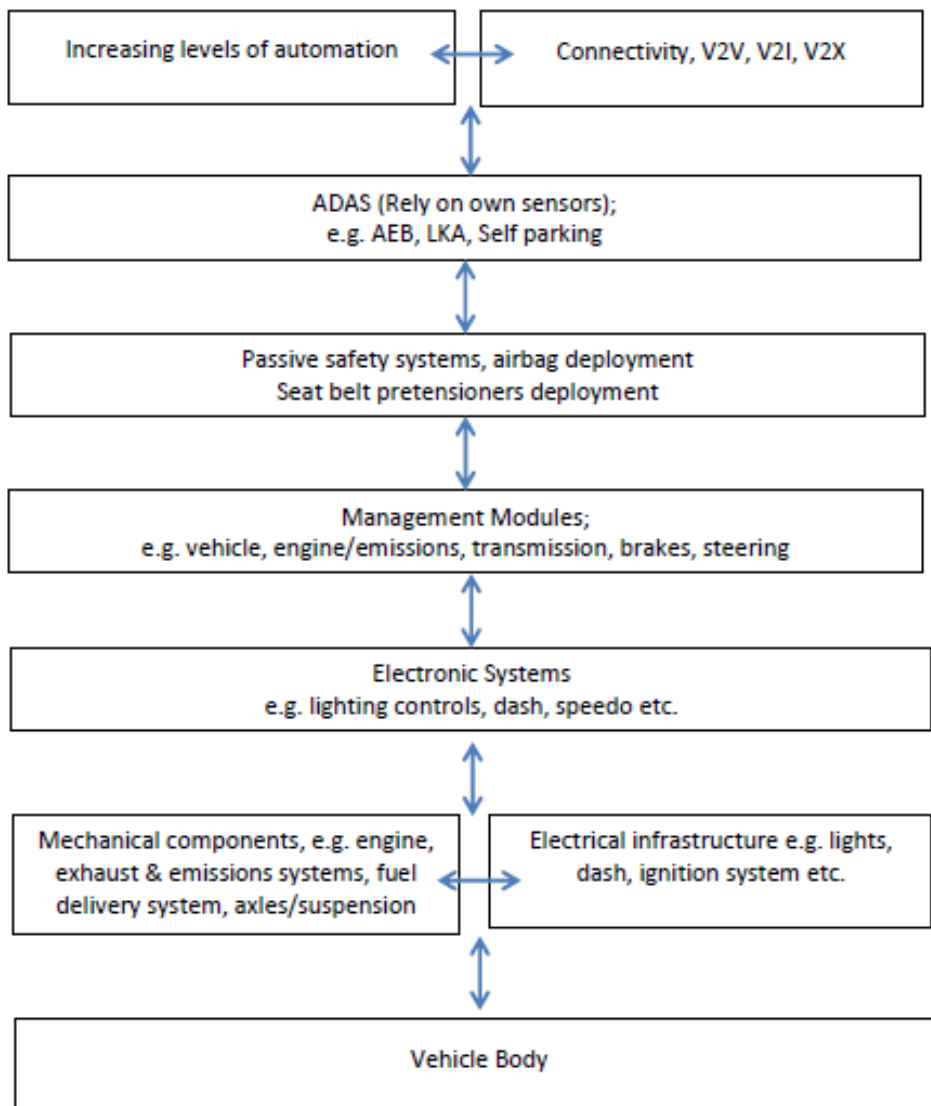 Increasing levels of automation
Connectivity, V2V, V2I, V2X
ADAS (Rely on own sensors);
e.g. AEB, LKA, Self parking
Passive safety systems, airbag deployment
Seat belt pretensioners deployment
Management Modules;
e.g. vehicle, engine/emissions, transmission, brakes, steering
Electronic Systems
e.g. lighting controls, dash, speedo etc.
Mechanical components, e.g. engine,
exhaust & emissions systems, fuel
delivery system, axles/suspension
Electrical infrastructure e.g. lights,
dash, ignition system etc.
Vehicle Body